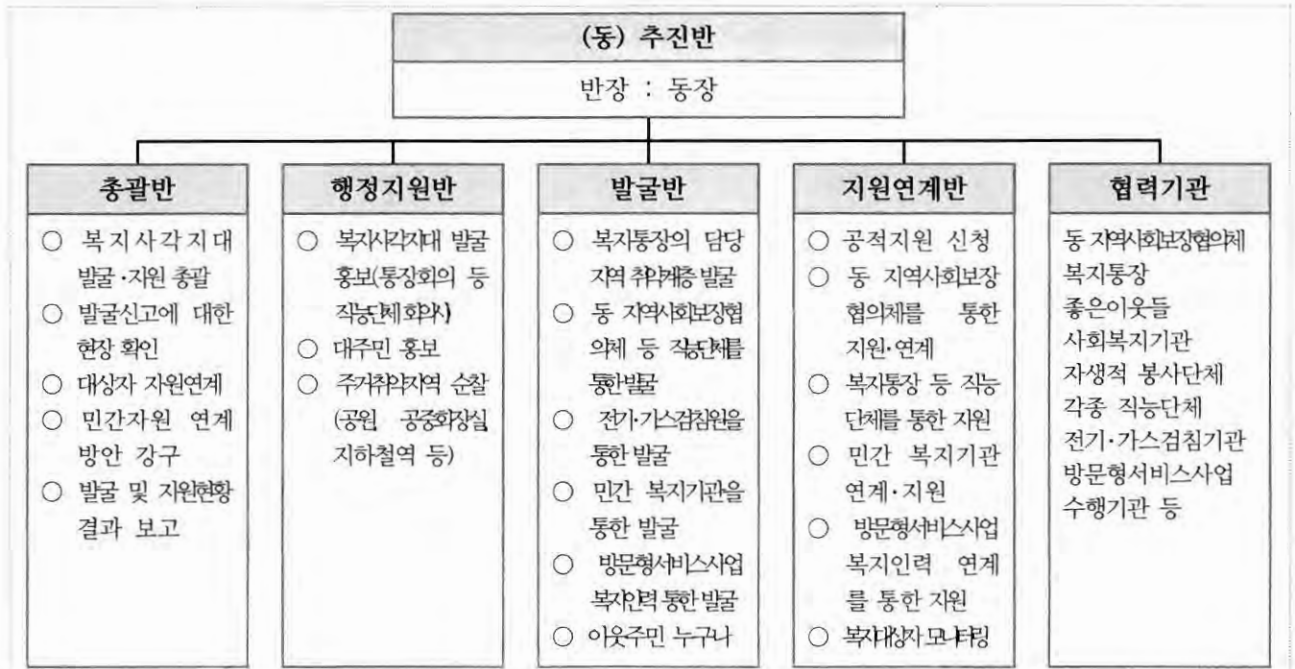 (동) 추진반
반장 : 동장
총괄반
○ 복지사각지대
발굴·지원 총괄
○ 발굴신고에 대한
현장 확인
○ 대상자 자원연계
○ 민간자원 연계
방안 강구
○ 발굴 및 지원현황
결과 보고
행정지원반
○ 복지사각지대 발굴
홍보(통장회의 등
직능단체 회의시)
○ 대주민 홍보
○ 주거취약지역 순찰
(공원, 공중화장실,
지하철역 등)
발굴반
○ 복지통장의 담당
지역 취약계층 발굴
○ 동 지역사회보장협
의체 등 직능단체를
통한 발굴
○ 전기·가스검침원을
통한 발굴
○ 민간 복지기관을
통한 발굴
○ 방문형서비스사업
복지인력 통한 발굴
○ 이웃주민 누구나
지원연계반
○ 공적지원 신청
○ 동 지역사회보장
협의체를 통한
지원·연계
○ 복지통장 등 직능
단체를 통한 지원
○ 민간 복지기관
연계·지원
○ 방문형서비스사업
복지인력 연계
를 통한 지원
○ 복지대상자 모니터링
협력기관
동 지역사회보장협의체
복지통장
좋은이웃들
사회복지기관
자생적 봉사단체
각종 직능단체
전기·가스검침기관
방문형서비스사업
수행기관 등